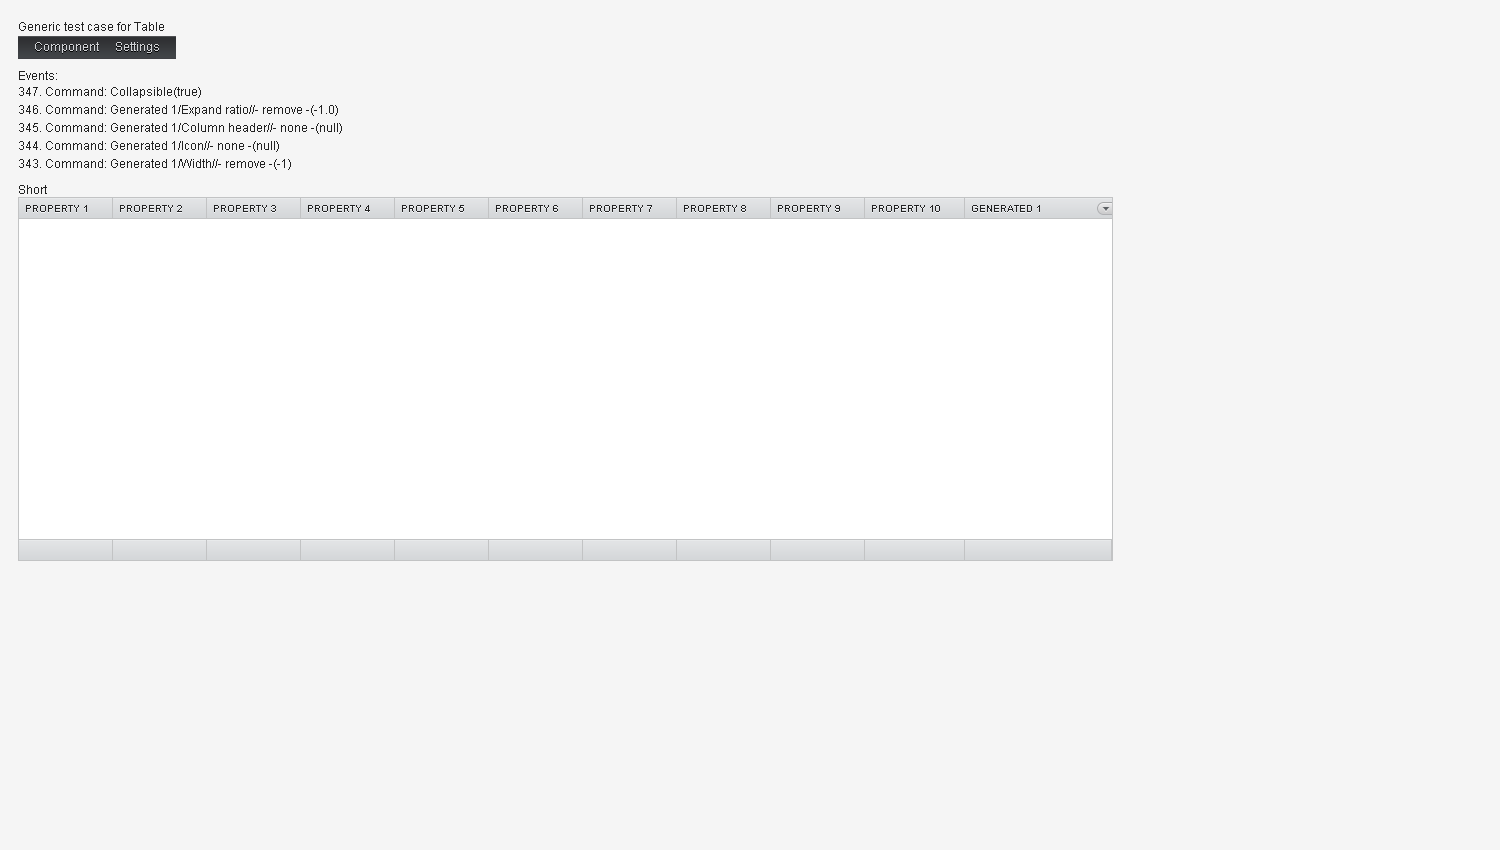 Generic test case for Table
Component Settings
Events:
347. Command: Collapsible(true)
346. Command: Generated 1/Expand ratio//- remove -(-1.0)
345. Command: Generated 1/Column header//- none -(null)
344. Command: Generated 1/Icon//- none -(null)
343. Command: Generated 1/Width//- remove -(-1)
Short
PROPERTY 1 PROPERTY 2 PROPERTY 3 PROPERTY 4 PROPERTY 5 PROPERTY 6 PROPERTY 7 PROPERTY 8 PROPERTY 9 PROPERTY 10 GENERATED 1